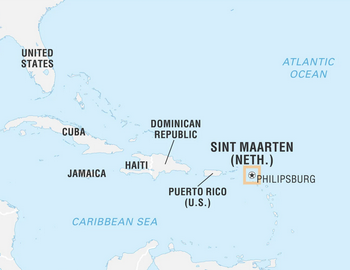 UNITED
STATES
ATLANTIC
OCEAN
CUBA
DOMINICAN
REPUBLIC
HAITI
JAMAICA
SINT MAARTEN
(NETH.)
PHILIPSBURG
PUERTO RICO
(U.S.)
CARIBBEAN SEA